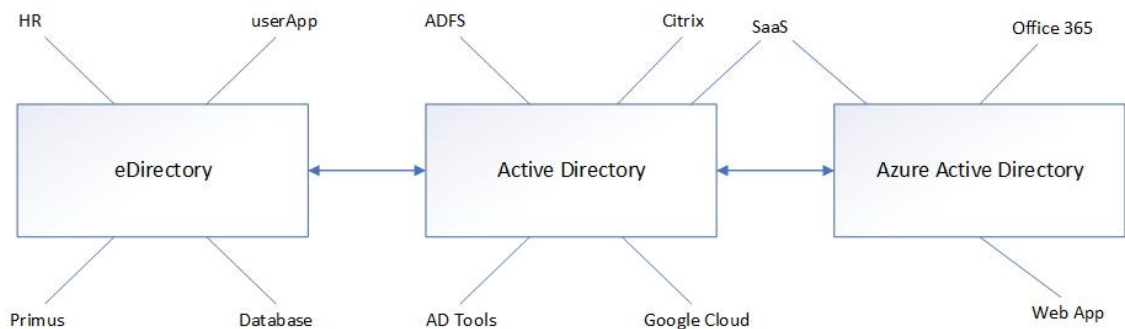 HR
userApp
ADFS
Citrix
SaaS
Office 365
eDirectory
Active Directory
Azure Active Directory
Primus
Database
AD Tools
Google Cloud
Web App